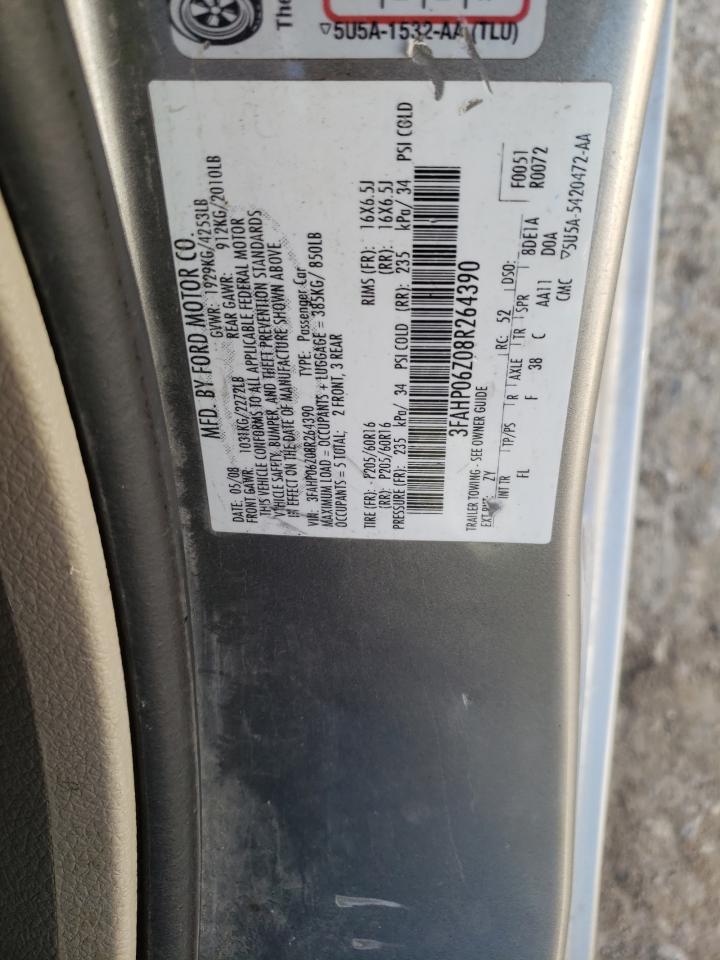 The
▽5U5A-1532-AA (TLU)
MFD. BY FORD MOTOR CO.
DATE: 05/08 GVWR: 1929KG/4253LB
FRONT GAWR: 1031KG/2272LB REAR GAWR: 912KG/2010LB
THIS VEHICLE CONFORMS TO ALL APPLICABLE FEDERAL MOTOR
VEHICLE SAFETY, BUMPER, AND THEFT PREVENTION STANDARDS
IN EFFECT ON THE DATE OF MANUFACTURE SHOWN ABOVE
VIN: 3FAHP06Z08R264390 TYPE: Passenger Car
MAXIMUM LOAD = OCCUPANTS + LUGGAGE = 385KG/ 850LB
OCCUPANTS = 5 TOTAL; 2 FRONT, 3 REAR
TIRE (FR): P205/60R16 RIMS (FR): 16X6.5J
(RR): P205/60R16 (RR): 16X6.5J
PRESSURE (FR): 235 kPa/ 34 PSI COLD (RR): 235 kPa/ 34 PSI COLD
3FAHP06Z08R264390
TRAILER TOWING - SEE OWNER GUIDE
EXT PNT: ZY RC: 52 DSO: F0051
INT TR TP/PS R AXLE TR SPR 8DE1A R0072
FL F 38 C AA11 D0A
CMC ▽5U5A-5420472-AA